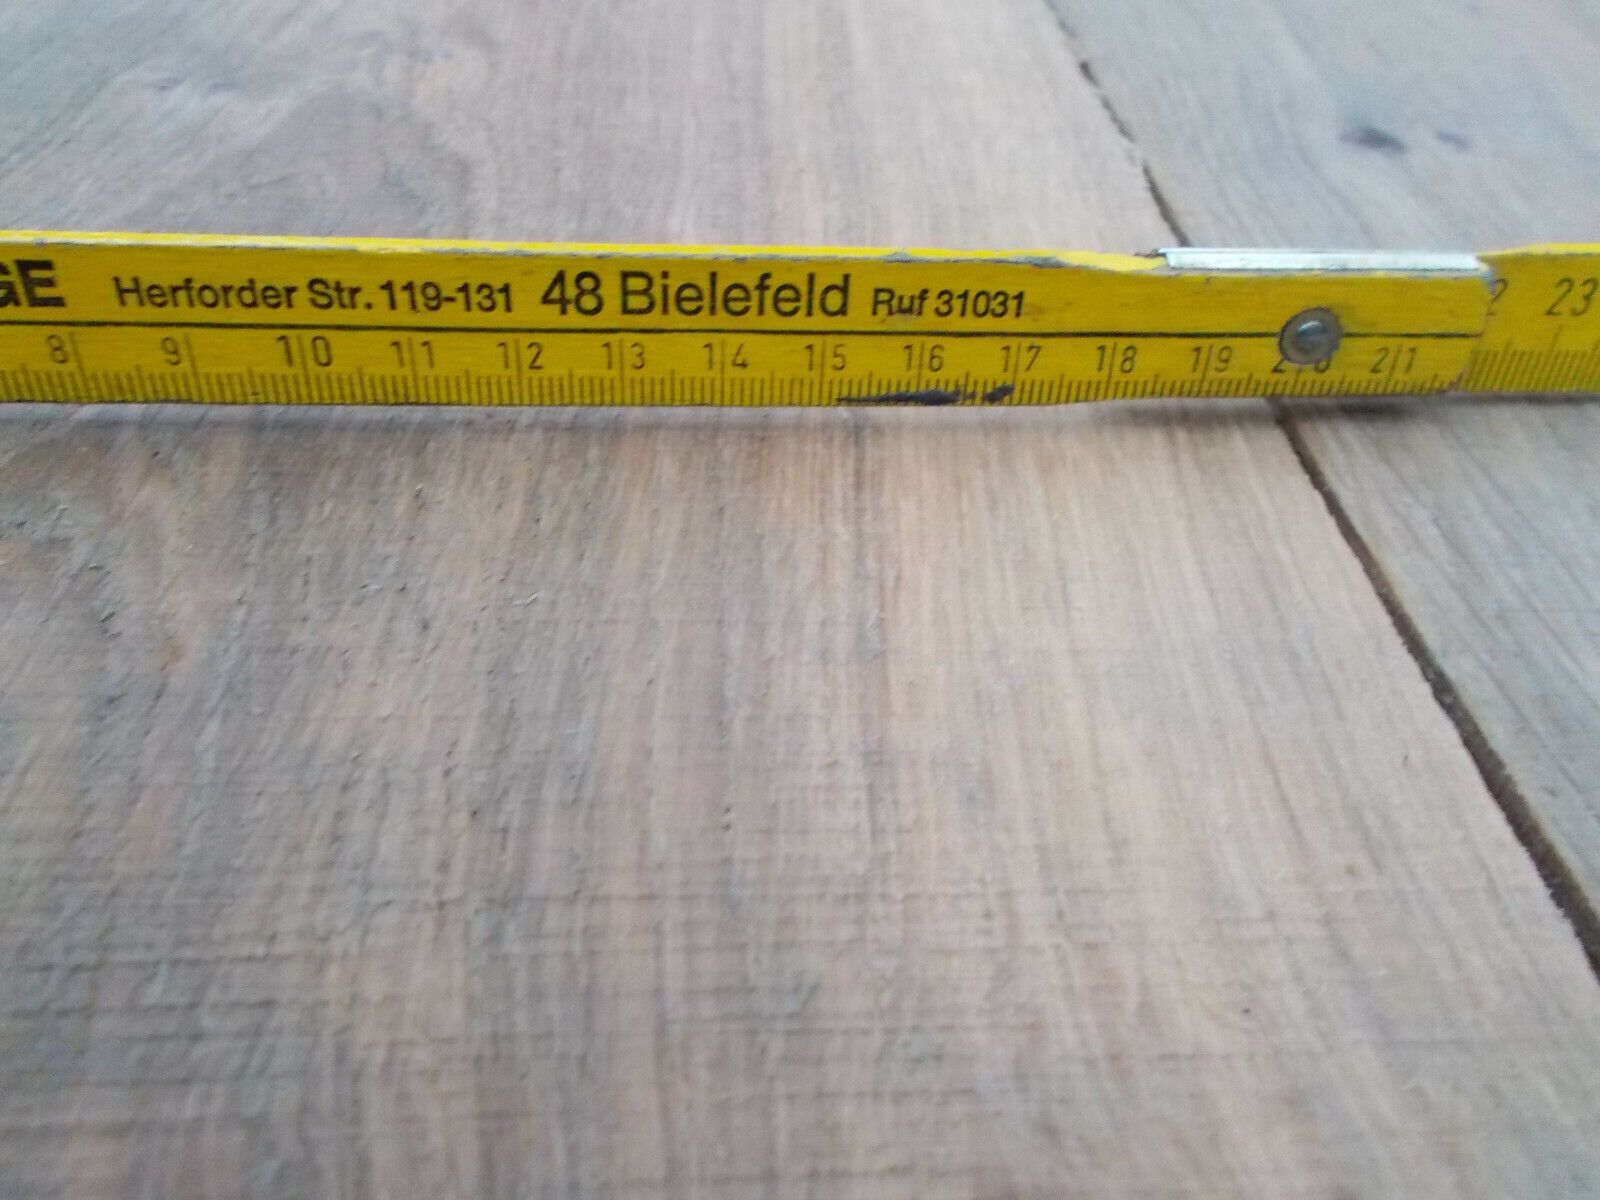 GE Herforder Str. 119-131 48 Bielefeld Ruf 31031
8 9 10 11 12 13 14 15 16 17 18 19 20 21 2 23